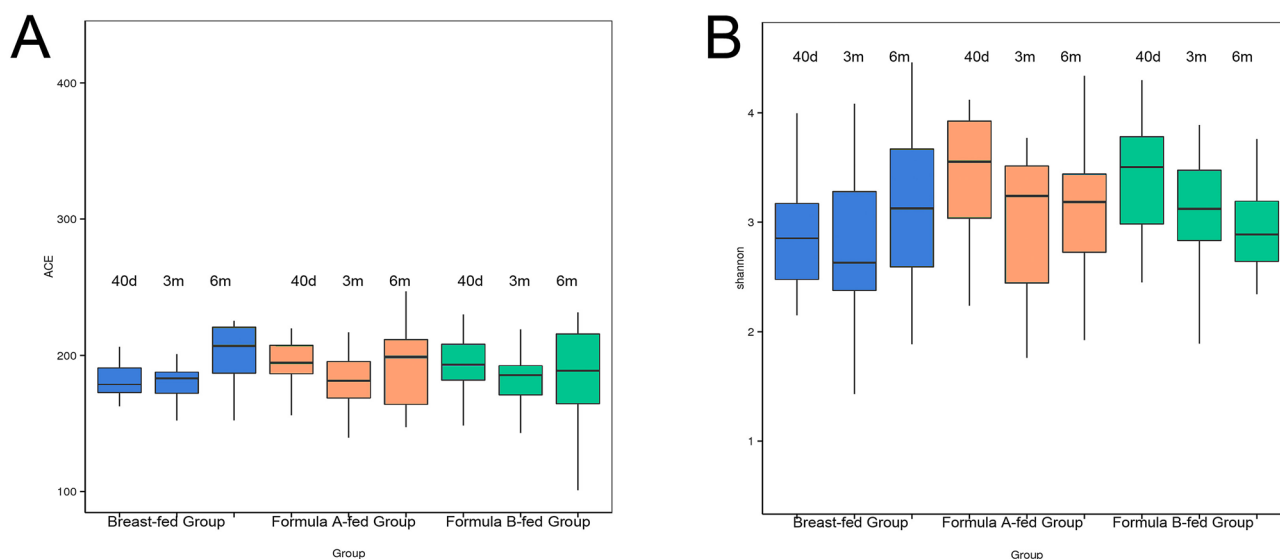 A
ACE
400
300
200
100
40d 3m 6m 40d 3m 6m 40d 3m 6m
Breast-fed Group Formula A-fed Group Formula B-fed Group
Group
B
shannon
4
3
2
1
40d 3m 6m 40d 3m 6m 40d 3m 6m
Breast-fed Group Formula A-fed Group Formula B-fed Group
Group